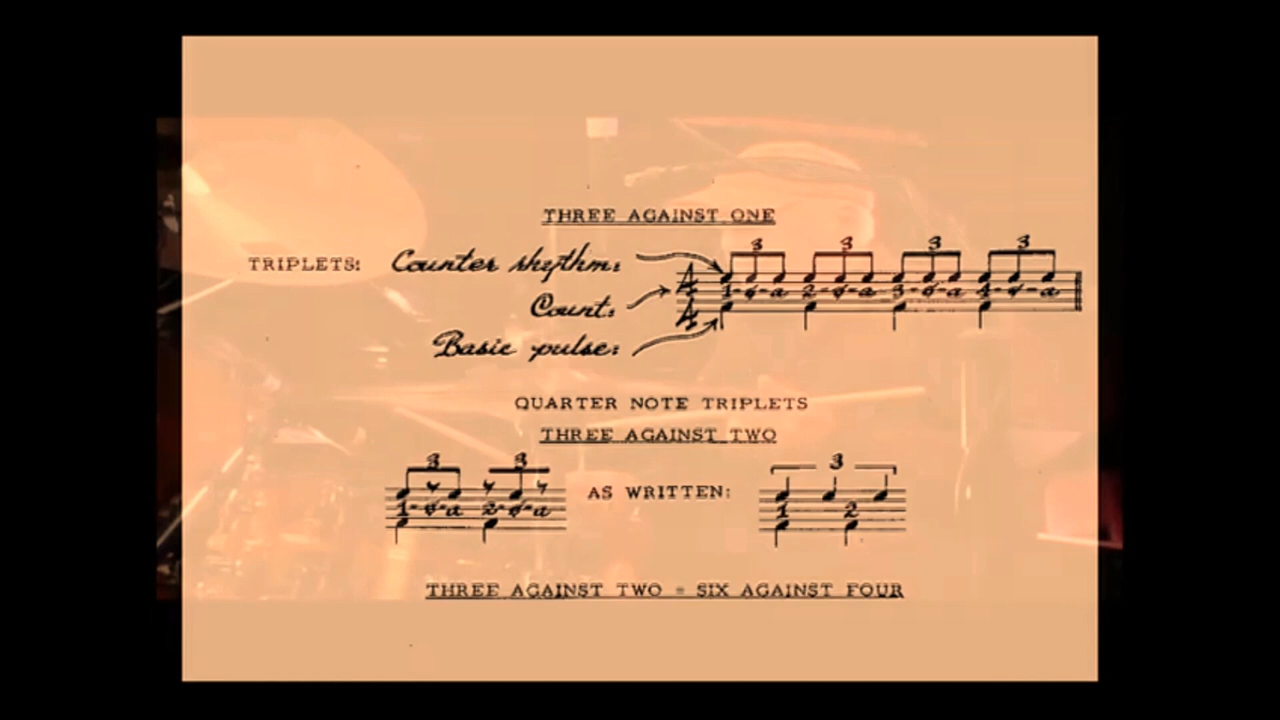 THREE AGAINST ONE
TRIPLETS: Counter rhythm:
3 3 3 3
4/4 1-&-a 2-&-a 3-&-a 4-&-a
Count:
Basic pulse:
QUARTER NOTE TRIPLETS
THREE AGAINST TWO
3 3 3
1-&-a 2-&-a AS WRITTEN: 1 2
THREE AGAINST TWO = SIX AGAINST FOUR